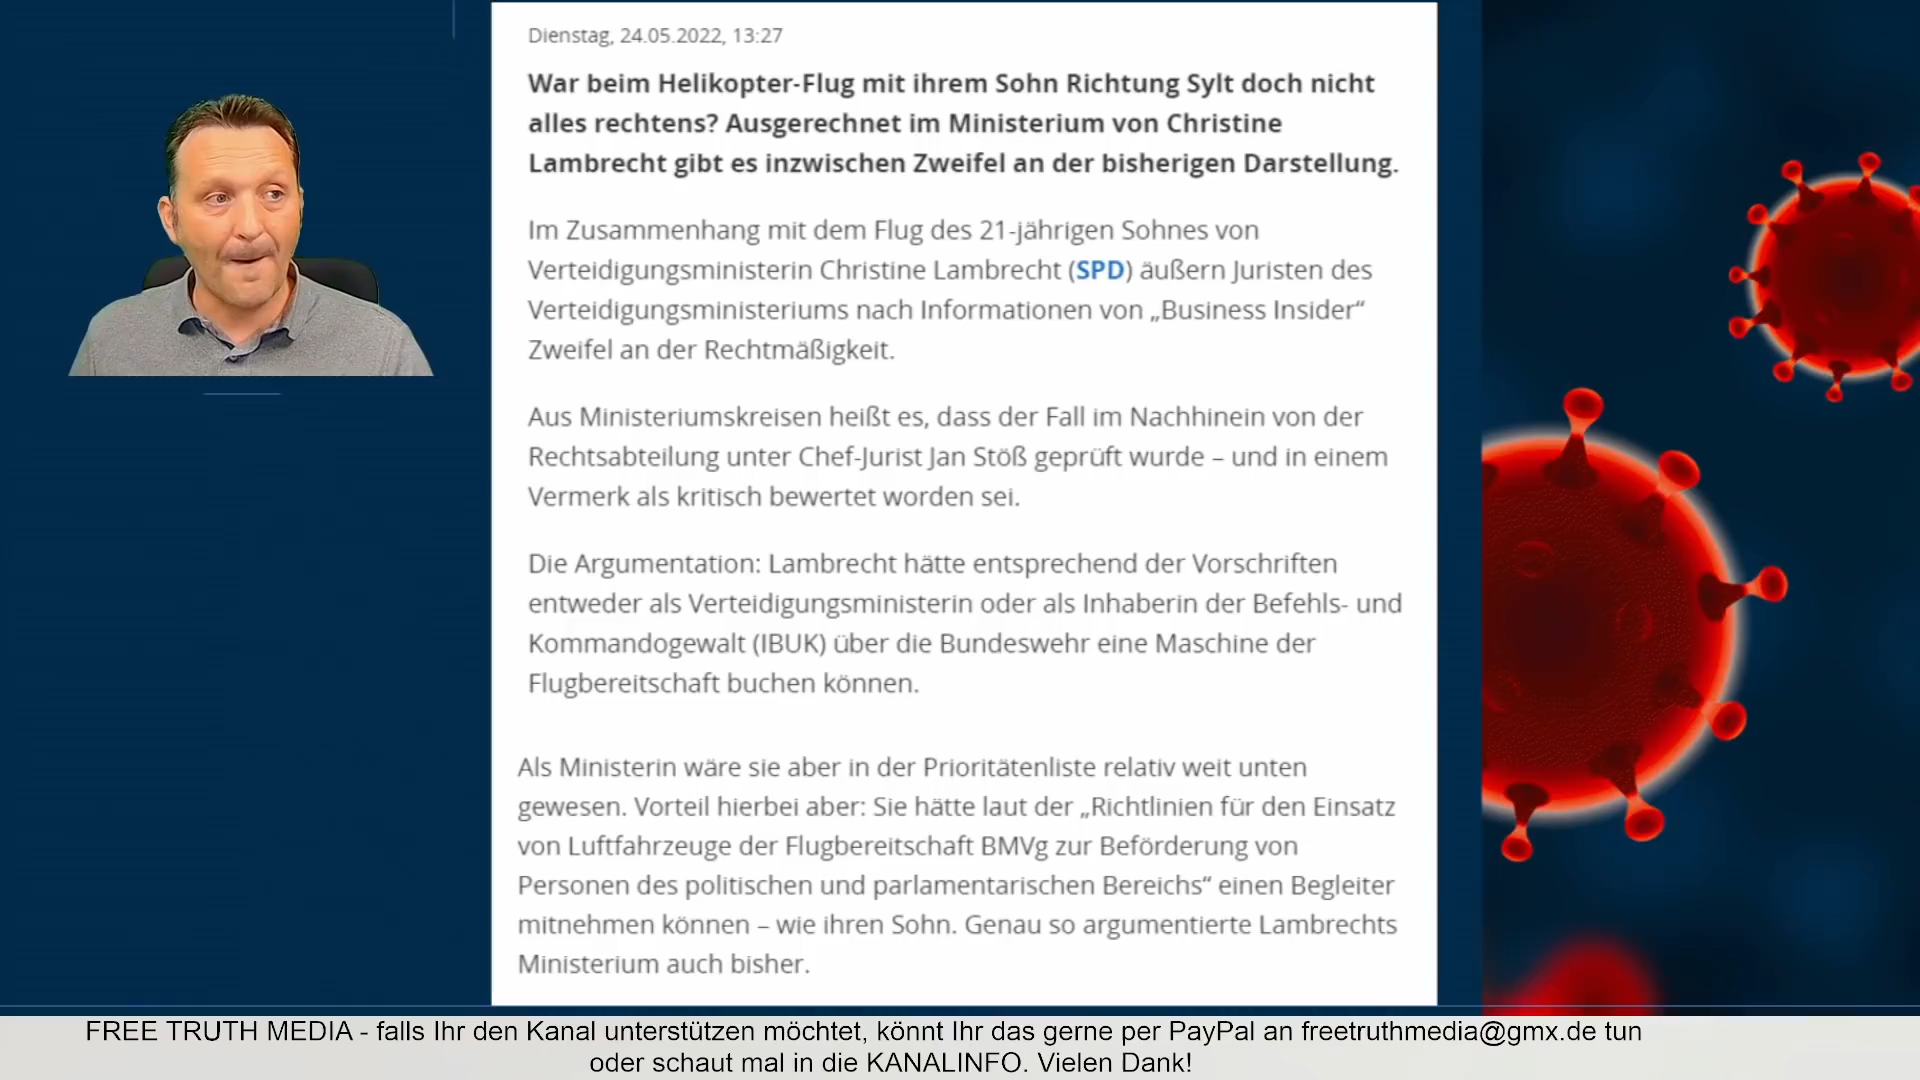 Dienstag, 24.05.2022, 13:27
War beim Helikopter-Flug mit ihrem Sohn Richtung Sylt doch nicht
alles rechtens? Ausgerechnet im Ministerium von Christine
Lambrecht gibt es inzwischen Zweifel an der bisherigen Darstellung.
Im Zusammenhang mit dem Flug des 21-jährigen Sohnes von
Verteidigungsministerin Christine Lambrecht (SPD) äußern Juristen des
Verteidigungsministeriums nach Informationen von „Business Insider“
Zweifel an der Rechtmäßigkeit.
Aus Ministeriumskreisen heißt es, dass der Fall im Nachhinein von der
Rechtsabteilung unter Chef-Jurist Jan Stöß geprüft wurde – und in einem
Vermerk als kritisch bewertet worden sei.
Die Argumentation: Lambrecht hätte entsprechend der Vorschriften
entweder als Verteidigungsministerin oder als Inhaberin der Befehls- und
Kommandogewalt (IBUK) über die Bundeswehr eine Maschine der
Flugbereitschaft buchen können.
Als Ministerin wäre sie aber in der Prioritätenliste relativ weit unten
gewesen. Vorteil hierbei aber: Sie hätte laut der „Richtlinien für den Einsatz
von Luftfahrzeuge der Flugbereitschaft BMVg zur Beförderung von
Personen des politischen und parlamentarischen Bereichs“ einen Begleiter
mitnehmen können – wie ihren Sohn. Genau so argumentierte Lambrechts
Ministerium auch bisher.
FREE TRUTH MEDIA - falls Ihr den Kanal unterstützen möchtet, könnt Ihr das gerne per PayPal an freetruthmedia@gmx.de tun
oder schaut mal in die KANALINFO. Vielen Dank!